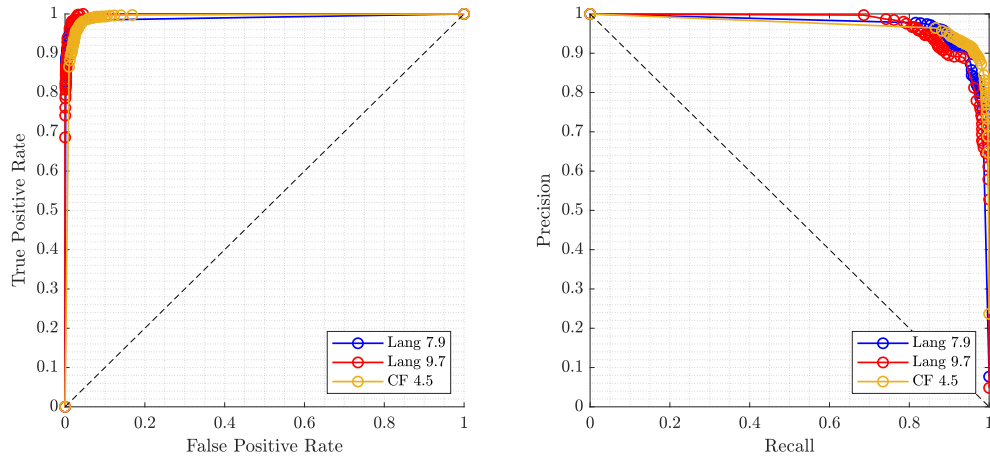 1
0.9
0.8
0.7
0.6
0.5
0.4
0.3
0.2
0.1
0
True Positive Rate
0 0.2 0.4 0.6 0.8 1
False Positive Rate
Lang 7.9
Lang 9.7
CF 4.5
1
0.9
0.8
0.7
0.6
0.5
0.4
0.3
0.2
0.1
0
Precision
0 0.2 0.4 0.6 0.8 1
Recall
Lang 7.9
Lang 9.7
CF 4.5